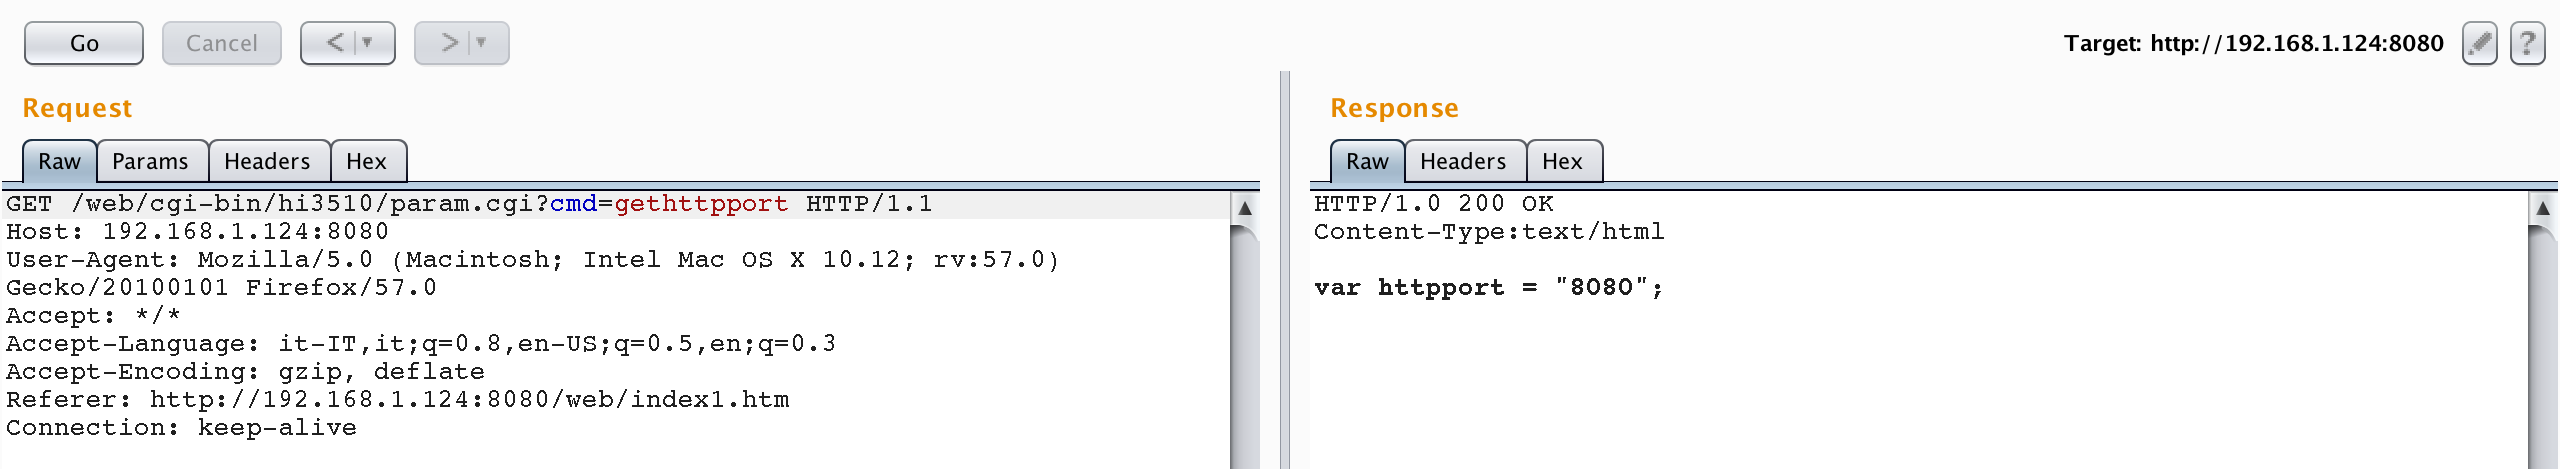 Go Cancel < >
Target: http://192.168.1.124:8080 ?
Request
Raw Params Headers Hex
GET /web/cgi-bin/hi3510/param.cgi?cmd=gethttpport HTTP/1.1
Host: 192.168.1.124:8080
User-Agent: Mozilla/5.0 (Macintosh; Intel Mac OS X 10.12; rv:57.0)
Gecko/20100101 Firefox/57.0
Accept: */*
Accept-Language: it-IT,it;q=0.8,en-US;q=0.5,en;q=0.3
Accept-Encoding: gzip, deflate
Referer: http://192.168.1.124:8080/web/index1.htm
Connection: keep-alive
Response
Raw Headers Hex
HTTP/1.0 200 OK
Content-Type:text/html
var httpport = "8080";